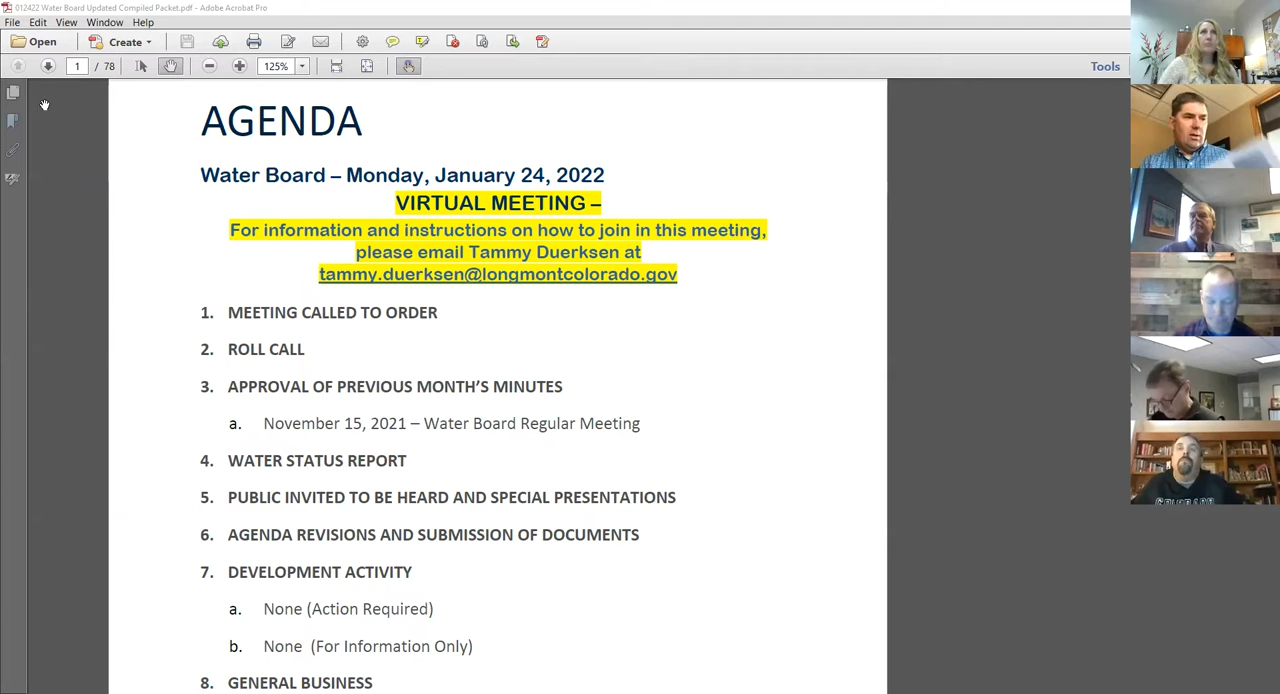 012422 Water Board Updated Compiled Packet.pdf - Adobe Acrobat Pro
File Edit View Window Help
Open Create
1 / 78 125% Tools
AGENDA
Water Board – Monday, January 24, 2022
VIRTUAL MEETING –
For information and instructions on how to join in this meeting,
please email Tammy Duerksen at
tammy.duerksen@longmontcolorado.gov
1. MEETING CALLED TO ORDER
2. ROLL CALL
3. APPROVAL OF PREVIOUS MONTH'S MINUTES
a. November 15, 2021 – Water Board Regular Meeting
4. WATER STATUS REPORT
5. PUBLIC INVITED TO BE HEARD AND SPECIAL PRESENTATIONS
6. AGENDA REVISIONS AND SUBMISSION OF DOCUMENTS
7. DEVELOPMENT ACTIVITY
a. None (Action Required)
b. None (For Information Only)
8. GENERAL BUSINESS